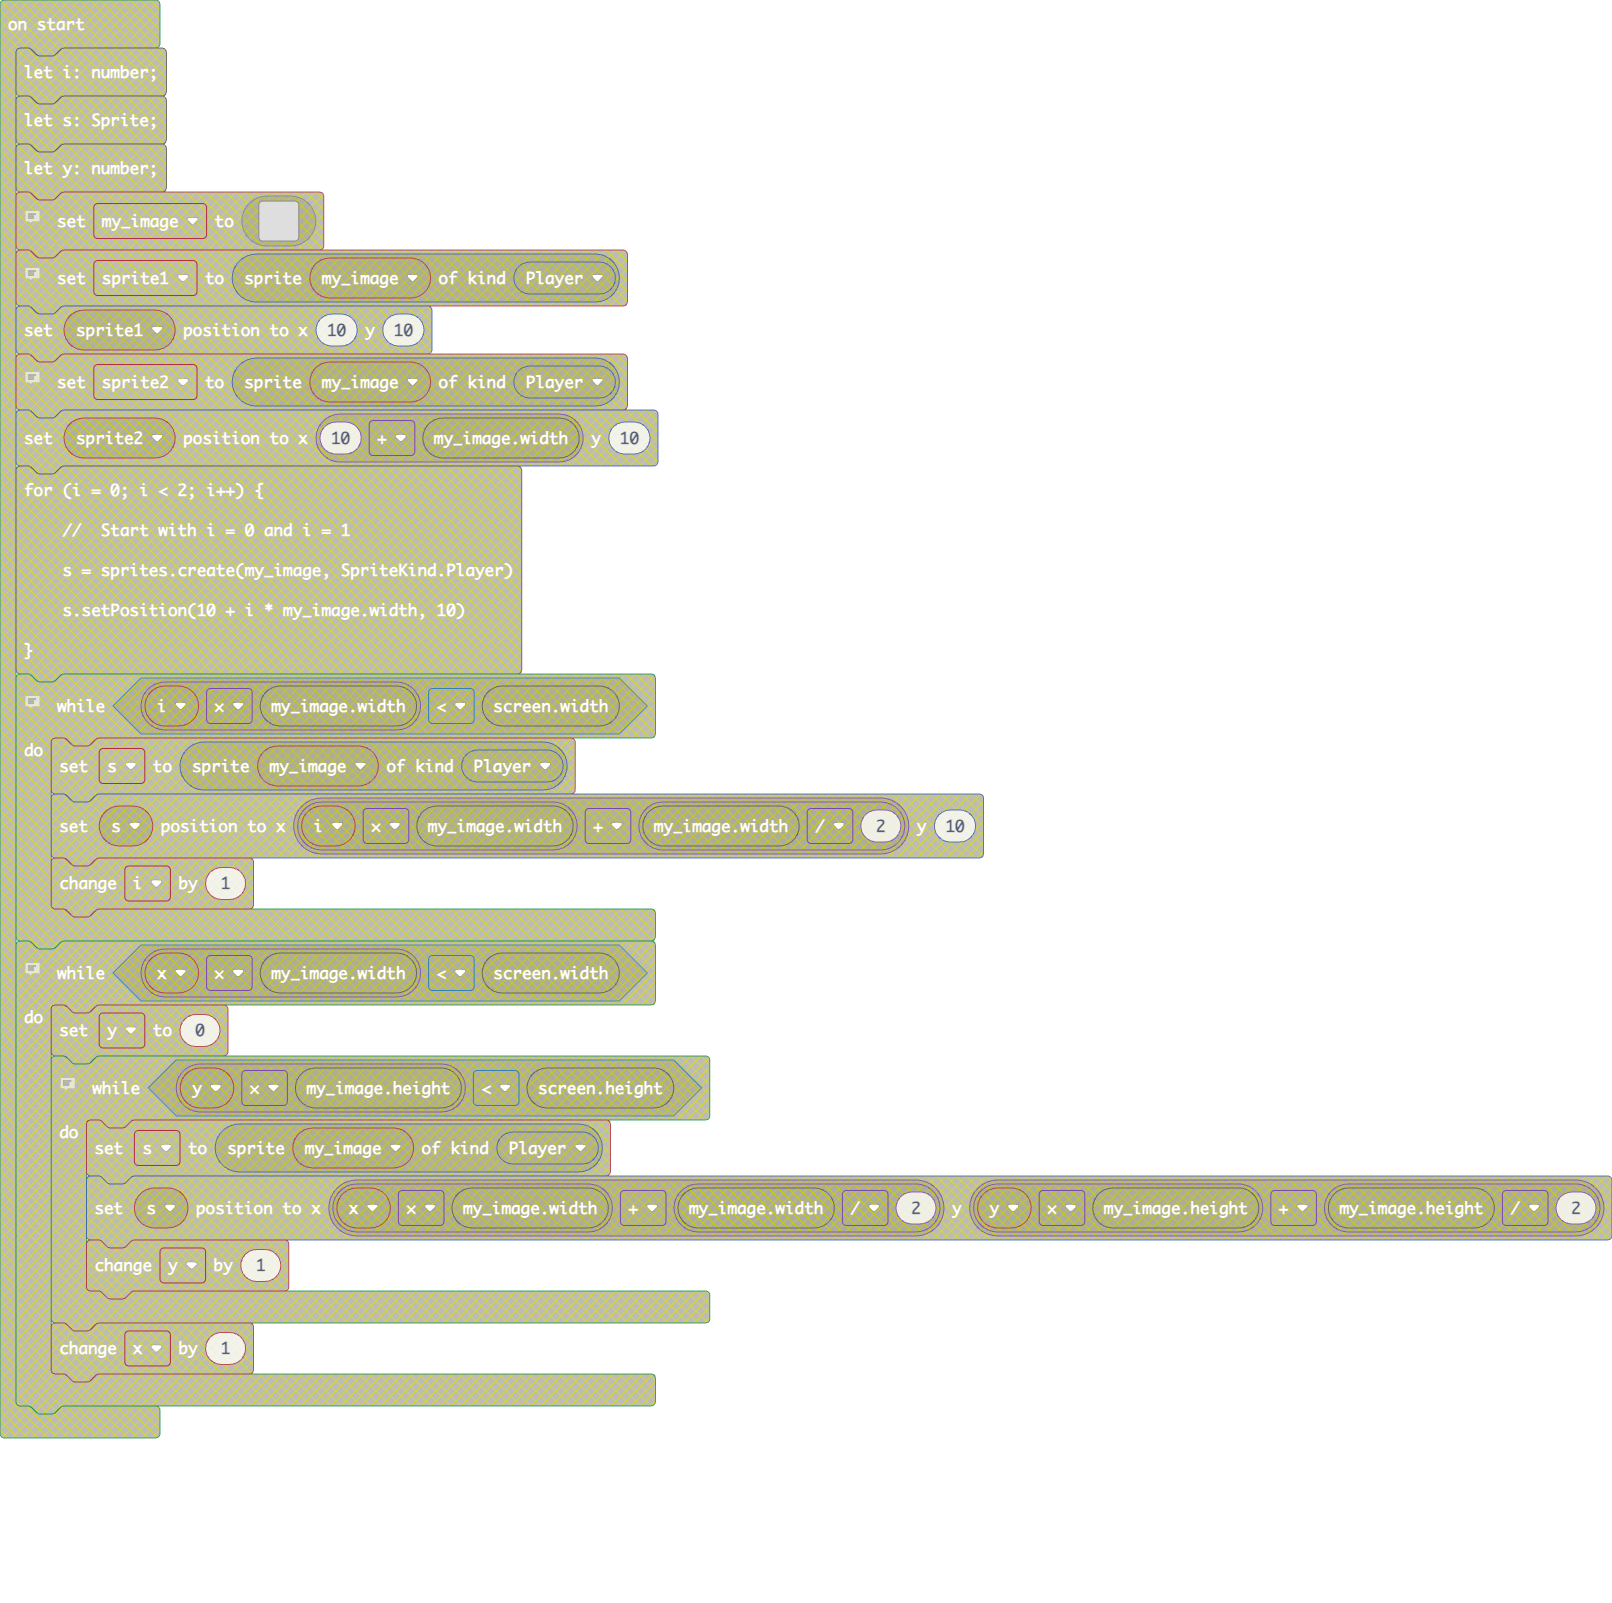 on start
let i: number;
let s: Sprite;
let y: number;
set my_image to
set sprite1 to sprite my_image of kind Player
set sprite1 position to x 10 y 10
set sprite2 to sprite my_image of kind Player
set sprite2 position to x 10 + my_image.width y 10
for (i = 0; i < 2; i++) {
// Start with i = 0 and i = 1
s = sprites.create(my_image, SpriteKind.Player)
s.setPosition(10 + i * my_image.width, 10)
}
while i × my_image.width < screen.width
do
set s to sprite my_image of kind Player
set s position to x i × my_image.width + my_image.width / 2 y 10
change i by 1
while x × my_image.width < screen.width
do
set y to 0
while y × my_image.height < screen.height
do
set s to sprite my_image of kind Player
set s position to x x × my_image.width + my_image.width / 2 y y × my_image.height + my_image.height / 2
change y by 1
change x by 1